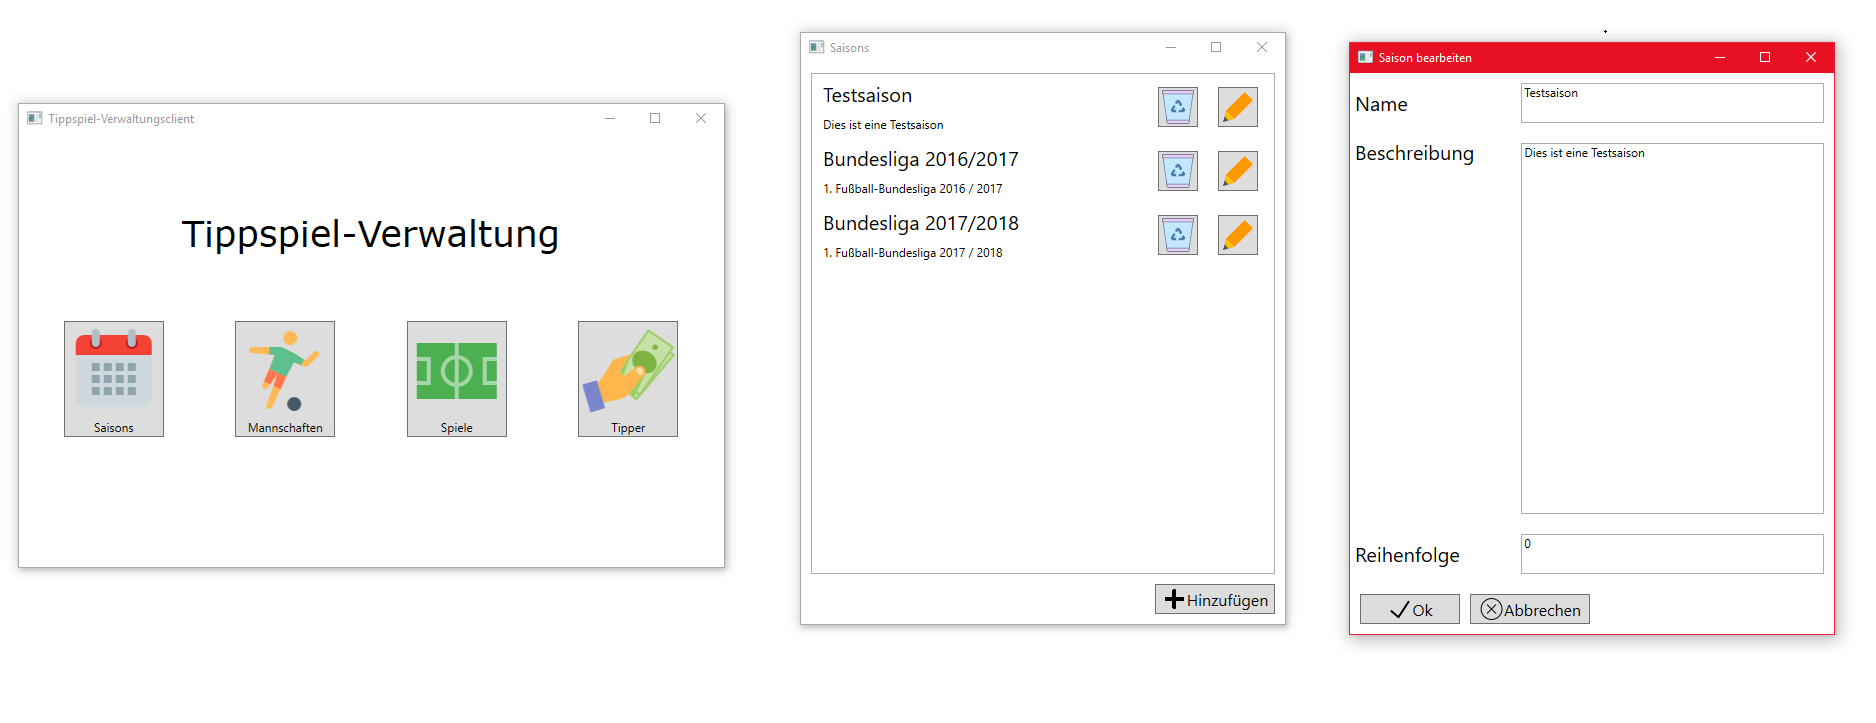 Tippspiel-Verwaltungsclient
Tippspiel-Verwaltung
Saisons
Mannschaften
Spiele
Tipper
Saisons
Testsaison
Dies ist eine Testsaison
Bundesliga 2016/2017
1. Fußball-Bundesliga 2016 / 2017
Bundesliga 2017/2018
1. Fußball-Bundesliga 2017 / 2018
Hinzufügen
Saison bearbeiten
Name
Testsaison
Beschreibung
Dies ist eine Testsaison
Reihenfolge
0
Ok
Abbrechen